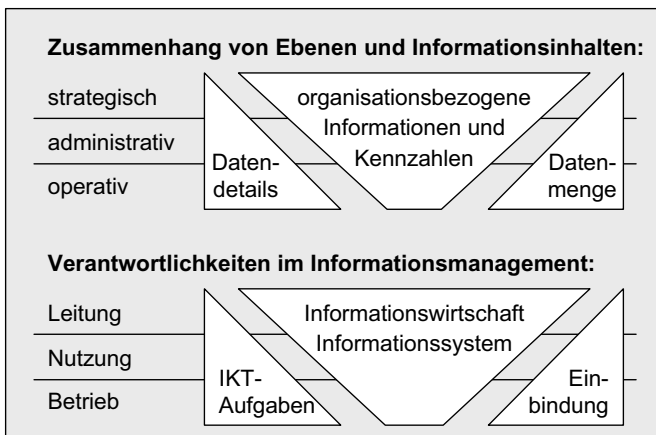 Zusammenhang von Ebenen und Informationsinhalten:
strategisch
administrativ
operativ
Daten-
details
organisationsbezogene
Informationen und
Kennzahlen
Daten-
menge
Verantwortlichkeiten im Informationsmanagement:
Leitung
Nutzung
Betrieb
IKT-
Aufgaben
Informationswirtschaft
Informationssystem
Ein-
bindung